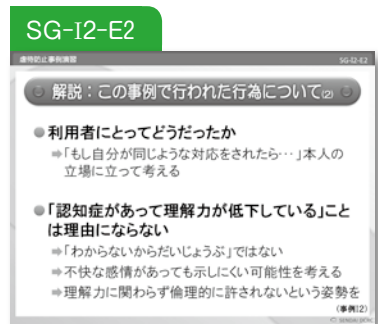 SG-I2-E2
虐待防止事例演習
SG-I2-E2
解説：この事例で行われた行為について(2)
●利用者にとってどうだったか
⇒「もし自分が同じような対応をされたら…」本人の
立場に立って考える
●「認知症があって理解力が低下している」こと
は理由にならない
⇒「わからないからだいじょうぶ」ではない
⇒不快な感情があっても示しにくい可能性を考える
⇒理解力に関わらず倫理的に許されないという姿勢を
(事例I2)